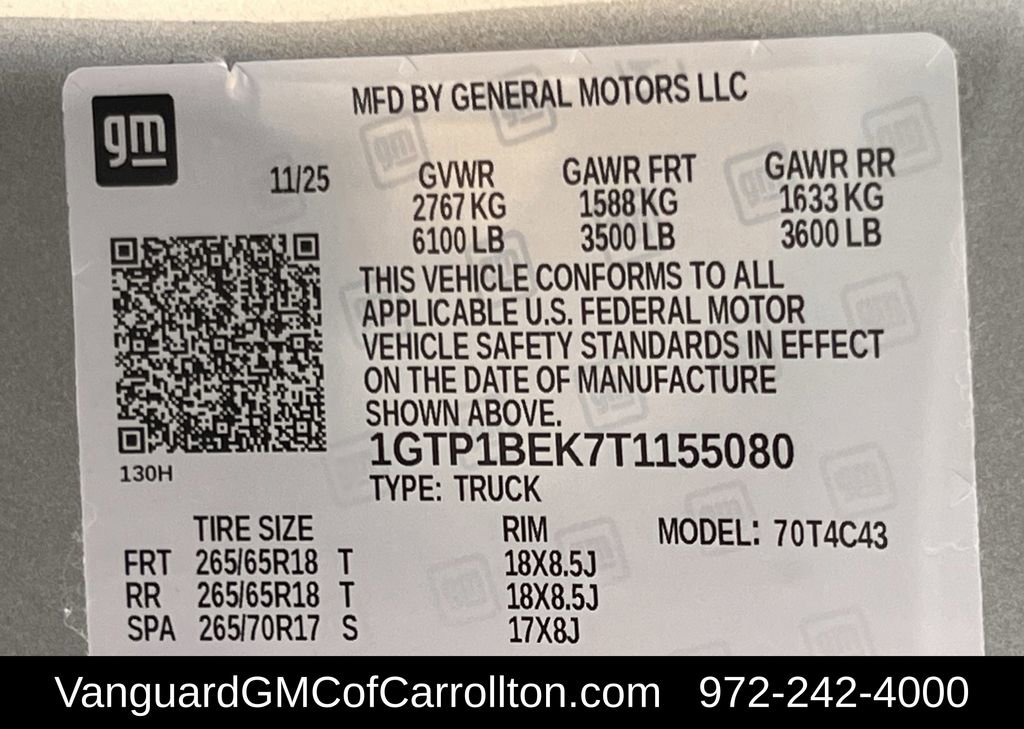 gm
MFD BY GENERAL MOTORS LLC
11/25
GVWR GAWR FRT GAWR RR
2767 KG 1588 KG 1633 KG
6100 LB 3500 LB 3600 LB
THIS VEHICLE CONFORMS TO ALL
APPLICABLE U.S. FEDERAL MOTOR
VEHICLE SAFETY STANDARDS IN EFFECT
ON THE DATE OF MANUFACTURE
SHOWN ABOVE.
1GTP1BEK7T1155080
130H
TYPE: TRUCK
TIRE SIZE RIM MODEL: 70T4C43
FRT 265/65R18 T 18X8.5J
RR 265/65R18 T 18X8.5J
SPA 265/70R17 S 17X8J
VanguardGMCofCarrollton.com 972-242-4000